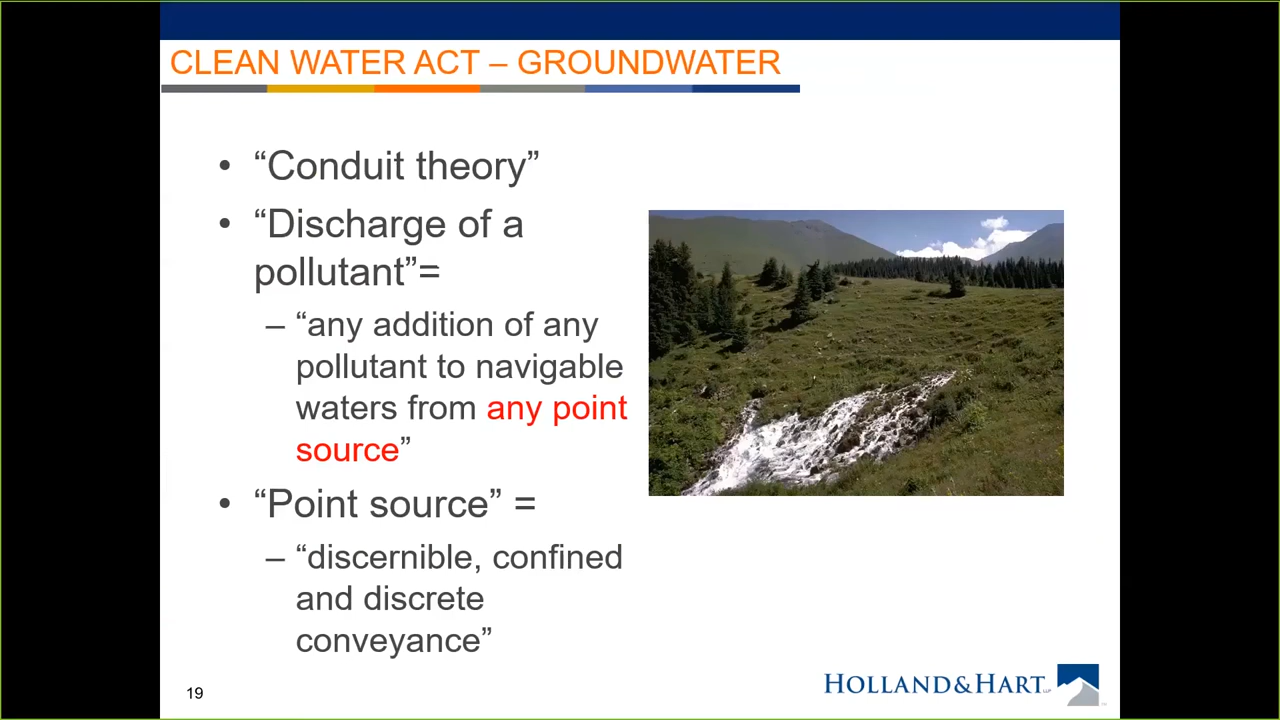 CLEAN WATER ACT – GROUNDWATER
• “Conduit theory”
• “Discharge of a
pollutant”=
– “any addition of any
pollutant to navigable
waters from any point
source”
• “Point source” =
– “discernible, confined
and discrete
conveyance”
19
HOLLAND&HART LLP